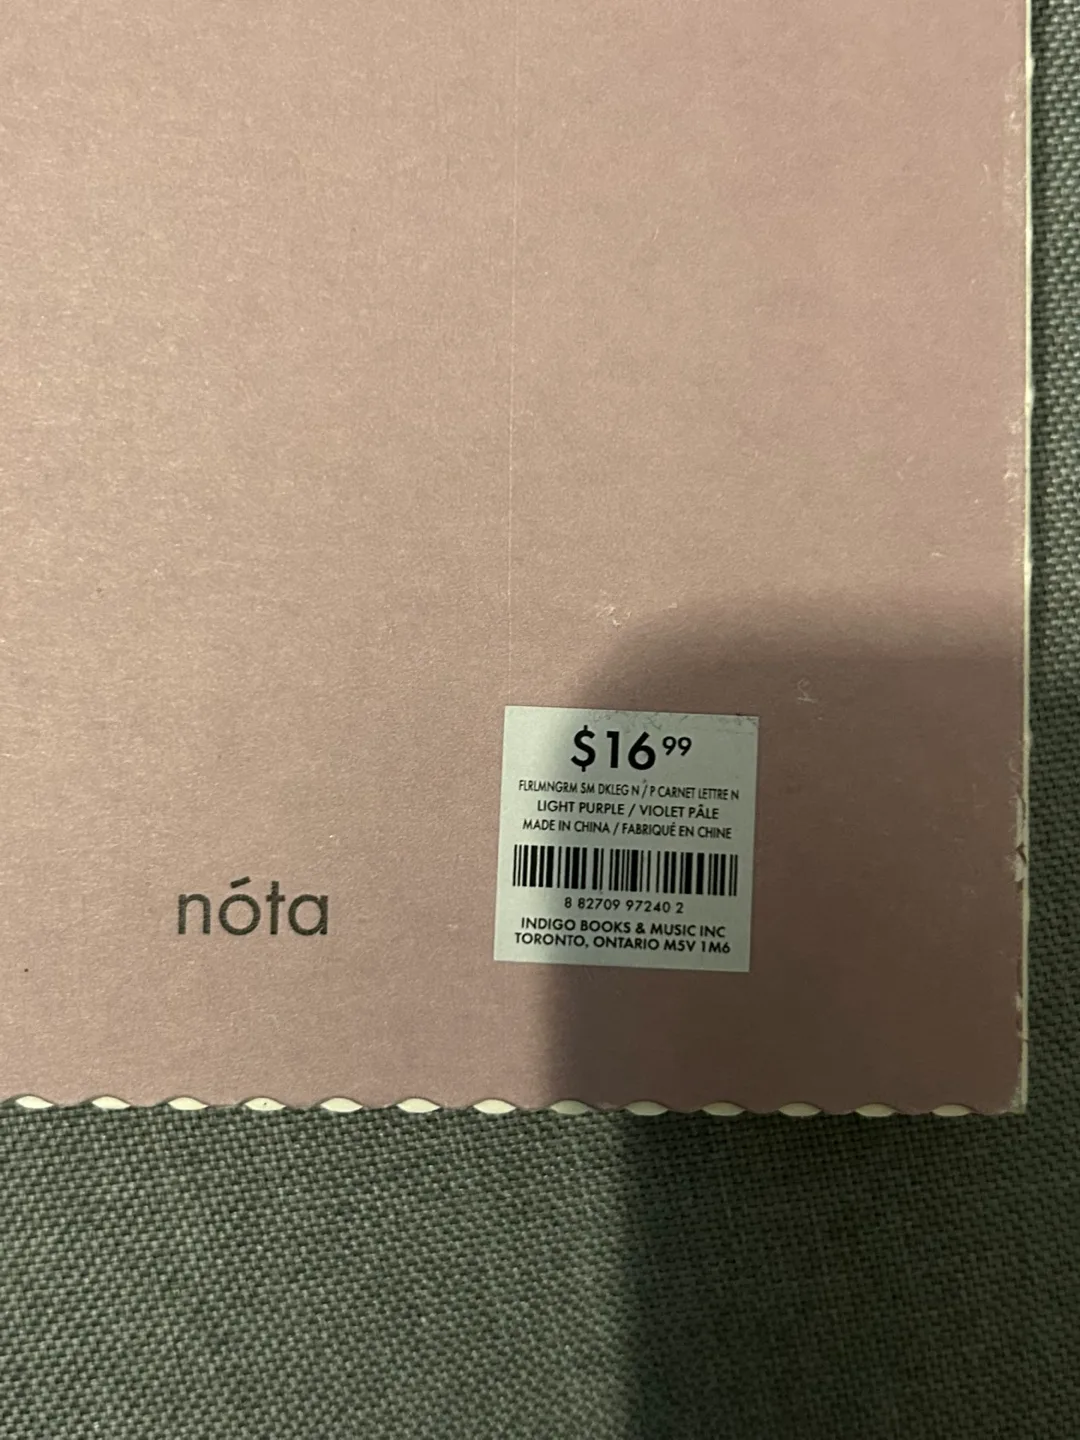 $16 99
FLRLMNGRM SM DKLEG N / P CARNET LETTRE N
LIGHT PURPLE / VIOLET PÂLE
MADE IN CHINA / FABRIQUÉ EN CHINE
8 82709 97240 2
INDIGO BOOKS & MUSIC INC
TORONTO, ONTARIO M5V 1M6
nóta